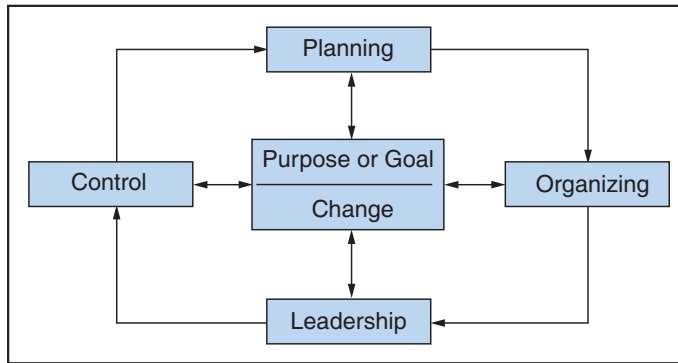 Planning
Purpose or Goal
Control
Organizing
Change
Leadership